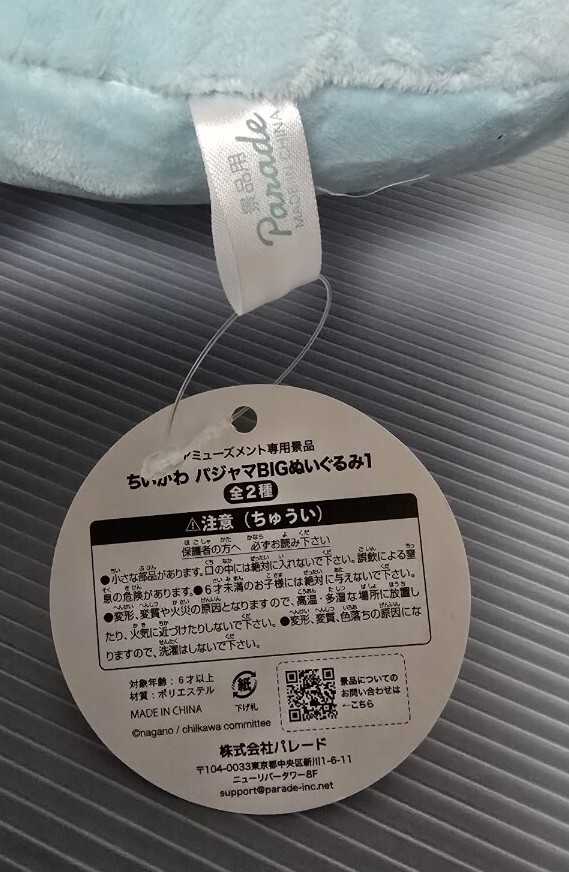 景品用
Parade
MADE IN CHINA
アミューズメント専用景品
ちいかわ パジャマBIGぬいぐるみ1
全2種
⚠注意（ちゅうい）
保護者の方へ 必ずお読み下さい
●小さな部品があります。口の中には絶対に入れないで下さい。誤飲による窒
息の危険があります。●6才未満のお子様には絶対に与えないで下さい。
●変形、変質や火災の原因となりますので、高温・多湿な場所に放置し
たり、火気に近づけたりしないで下さい。●変形、変質、色落ちの原因にな
りますので、洗濯はしないで下さい。
対象年齢：6才以上
材質：ポリエステル
MADE IN CHINA
紙
下げ札
景品についての
お問い合わせは
←こちら
©nagano / chiikawa committee
株式会社パレード
〒104-0033東京都中央区新川1-6-11
ニューリバータワー8F
support@parade-inc.net